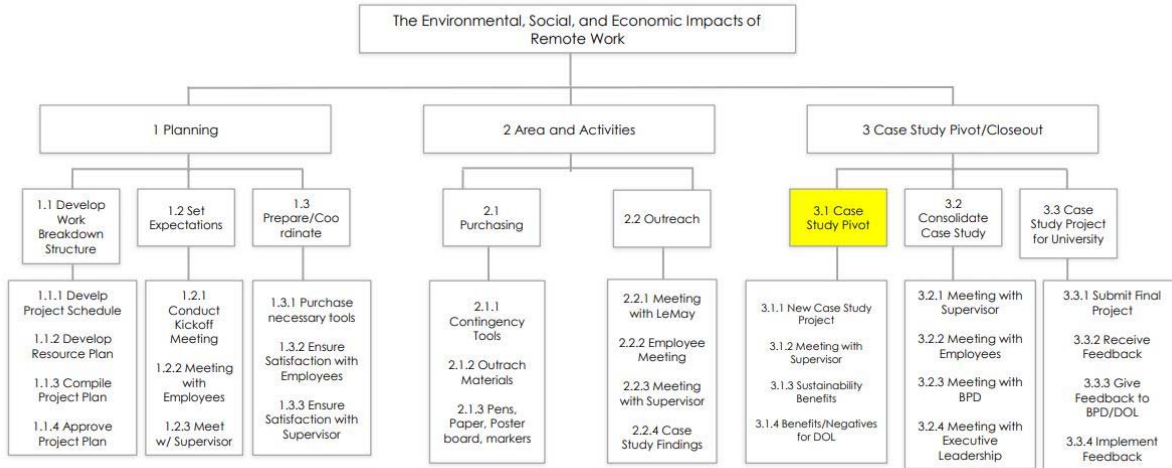 The Environmental, Social, and Economic Impacts of
Remote Work
1 Planning
2 Area and Activities
3 Case Study Pivot/Closeout
1.1 Develop
Work
Breakdown
Structure
1.2 Set
Expectations
1.3
Prepare/Coo
rdinate
2.1
Purchasing
2.2 Outreach
3.1 Case
Study Pivot
3.2
Consolidate
Case Study
3.3 Case
Study Project
for University
1.1.1 Develp
Project Schedule
1.1.2 Develop
Resource Plan
1.1.3 Compile
Project Plan
1.1.4 Approve
Project Plan
1.2.1
Conduct
Kickoff
Meeting
1.2.2 Meeting
with
Employees
1.2.3 Meet
w/ Supervisor
1.3.1 Purchase
necessary tools
1.3.2 Ensure
Satisfaction with
Employees
1.3.3 Ensure
Satisfaction with
Supervisor
2.1.1
Contingency
Tools
2.1.2 Outrach
Materials
2.1.3 Pens,
Paper, Poster
board, markers
2.2.1 Meeting
with LeMay
2.2.2 Employee
Meeting
2.2.3 Meeting
with Supervisor
2.2.4 Case
Study Findings
3.1.1 New Case Study
Project
3.1.2 Meeting with
Supervisor
3.1.3 Sustainability
Benefits
3.1.4 Benefits/Negatives
for DOL
3.2.1 Meeting with
Supervisor
3.2.2 Meeting with
Employees
3.2.3 Meeting with
BPD
3.2.4 Meeting with
Executive
Leadership
3.3.1 Submit Final
Project
3.3.2 Receive
Feedback
3.3.3 Give
Feedback to
BPD/DOL
3.3.4 Implement
Feedback